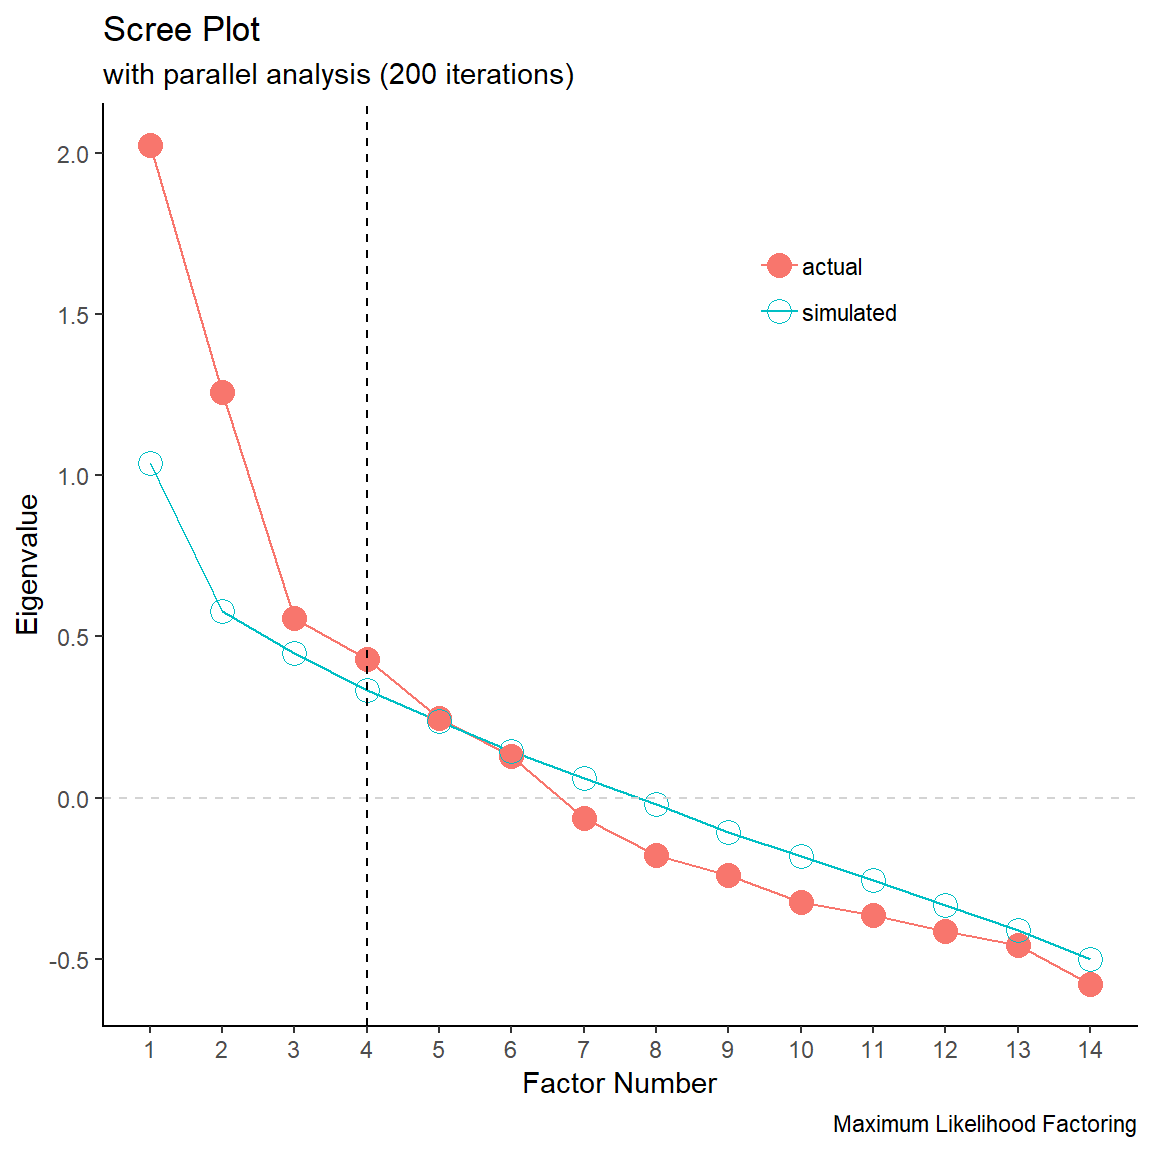 Scree Plot
with parallel analysis (200 iterations)
2.0
1.5
1.0
0.5
0.0
-0.5
Eigenvalue
actual
simulated
1 2 3 4 5 6 7 8 9 10 11 12 13 14
Factor Number
Maximum Likelihood Factoring